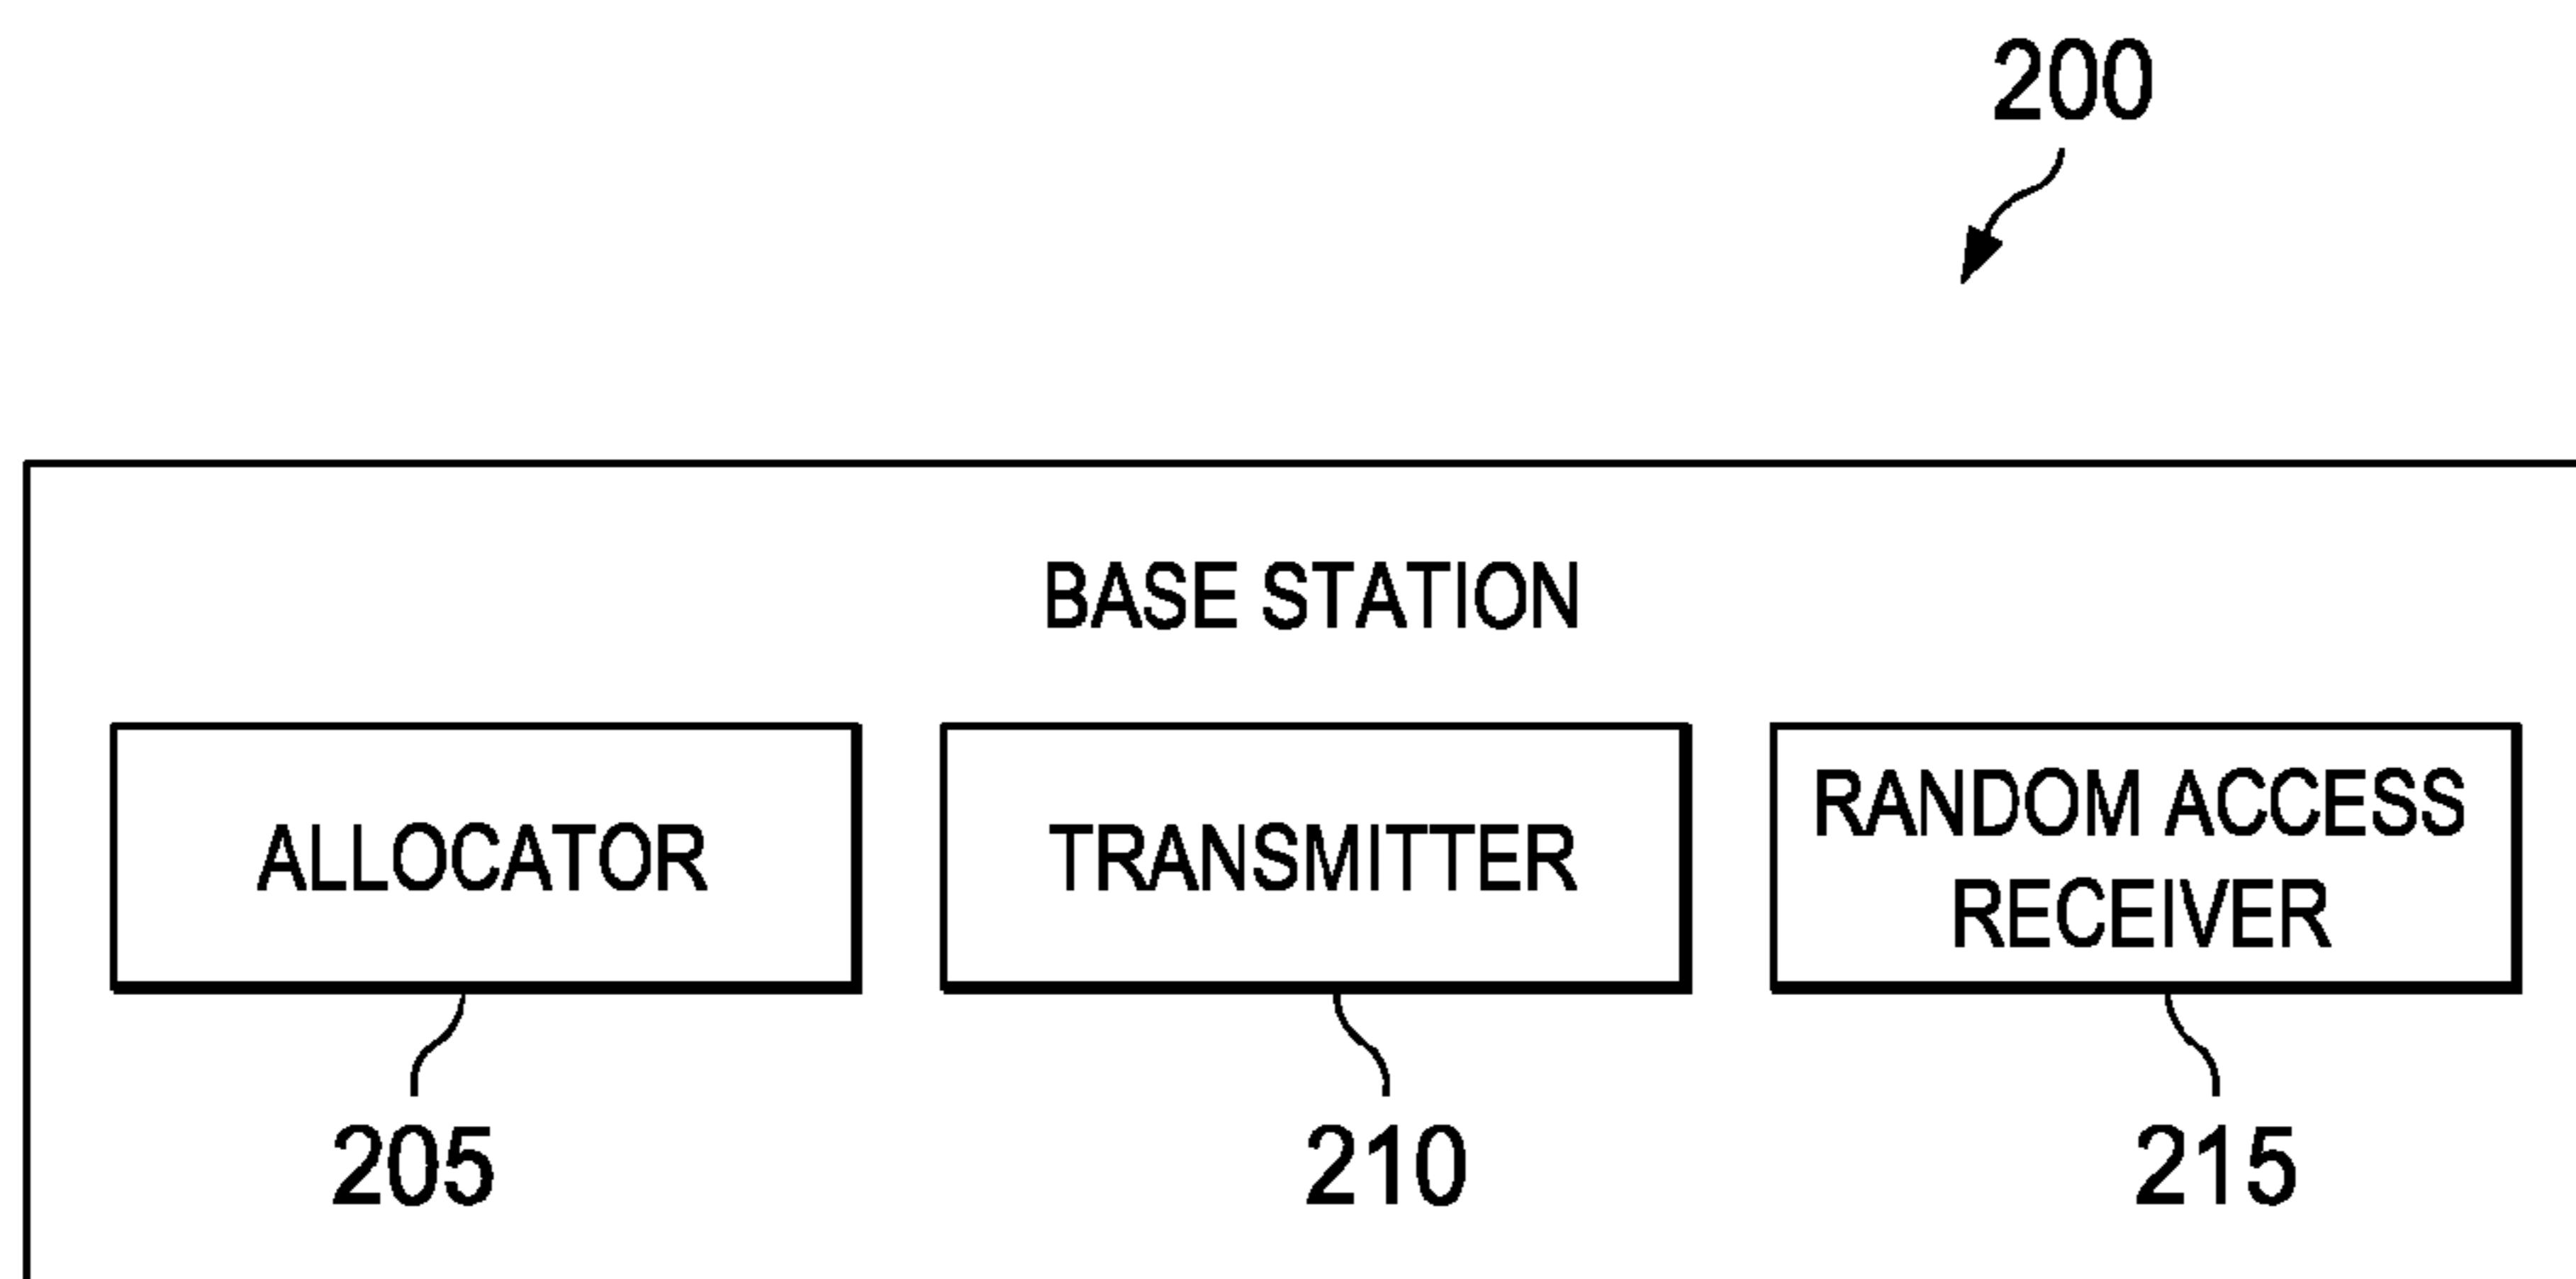 200
BASE STATION
ALLOCATOR
TRANSMITTER
RANDOM ACCESS
RECEIVER
205
210
215